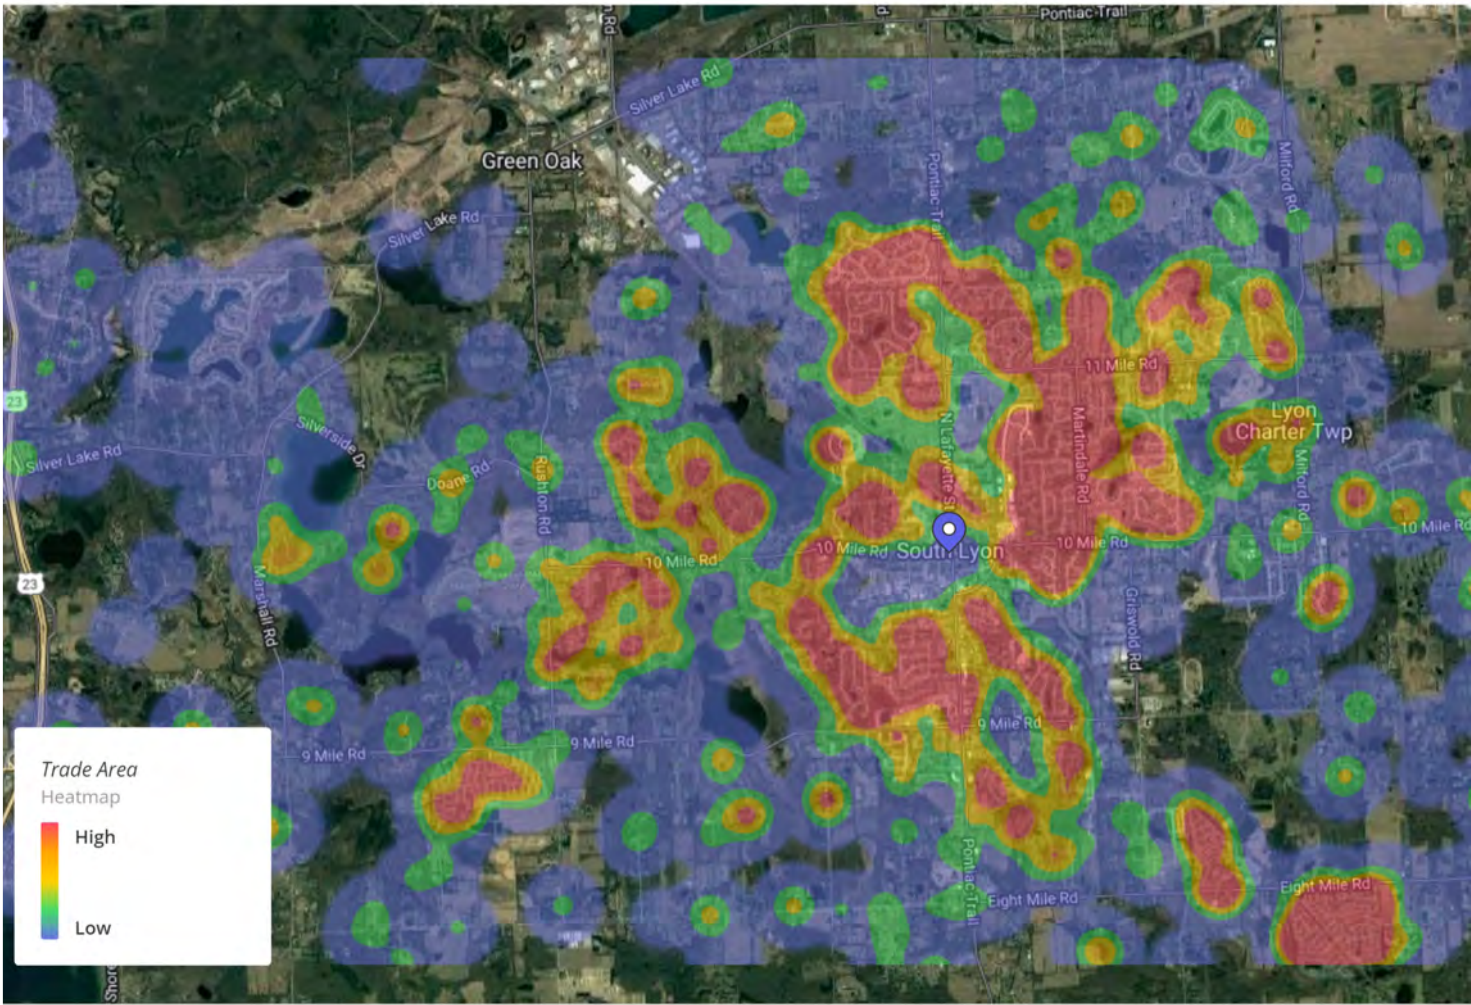 Pontiac Trail
Silver Lake Rd
Green Oak
Pontiac Trail
Milford Rd
Silver Lake Rd
11 Mile Rd
23
Lyon
Charter Twp
N Lafayette St
Martindale Rd
Silverside Dr
Silver Lake Rd
Doane Rd
Rushton Rd
Milford Rd
10 Mile Rd
10 Mile Rd
South Lyon
10 Mile Rd
10 Mile Rd
23
Marshall Rd
Griswold Rd
9 Mile Rd
9 Mile Rd
9 Mile Rd
Trade Area
Heatmap
High
Low
Pontiac Trail
Eight Mile Rd
Eight Mile Rd
Shore